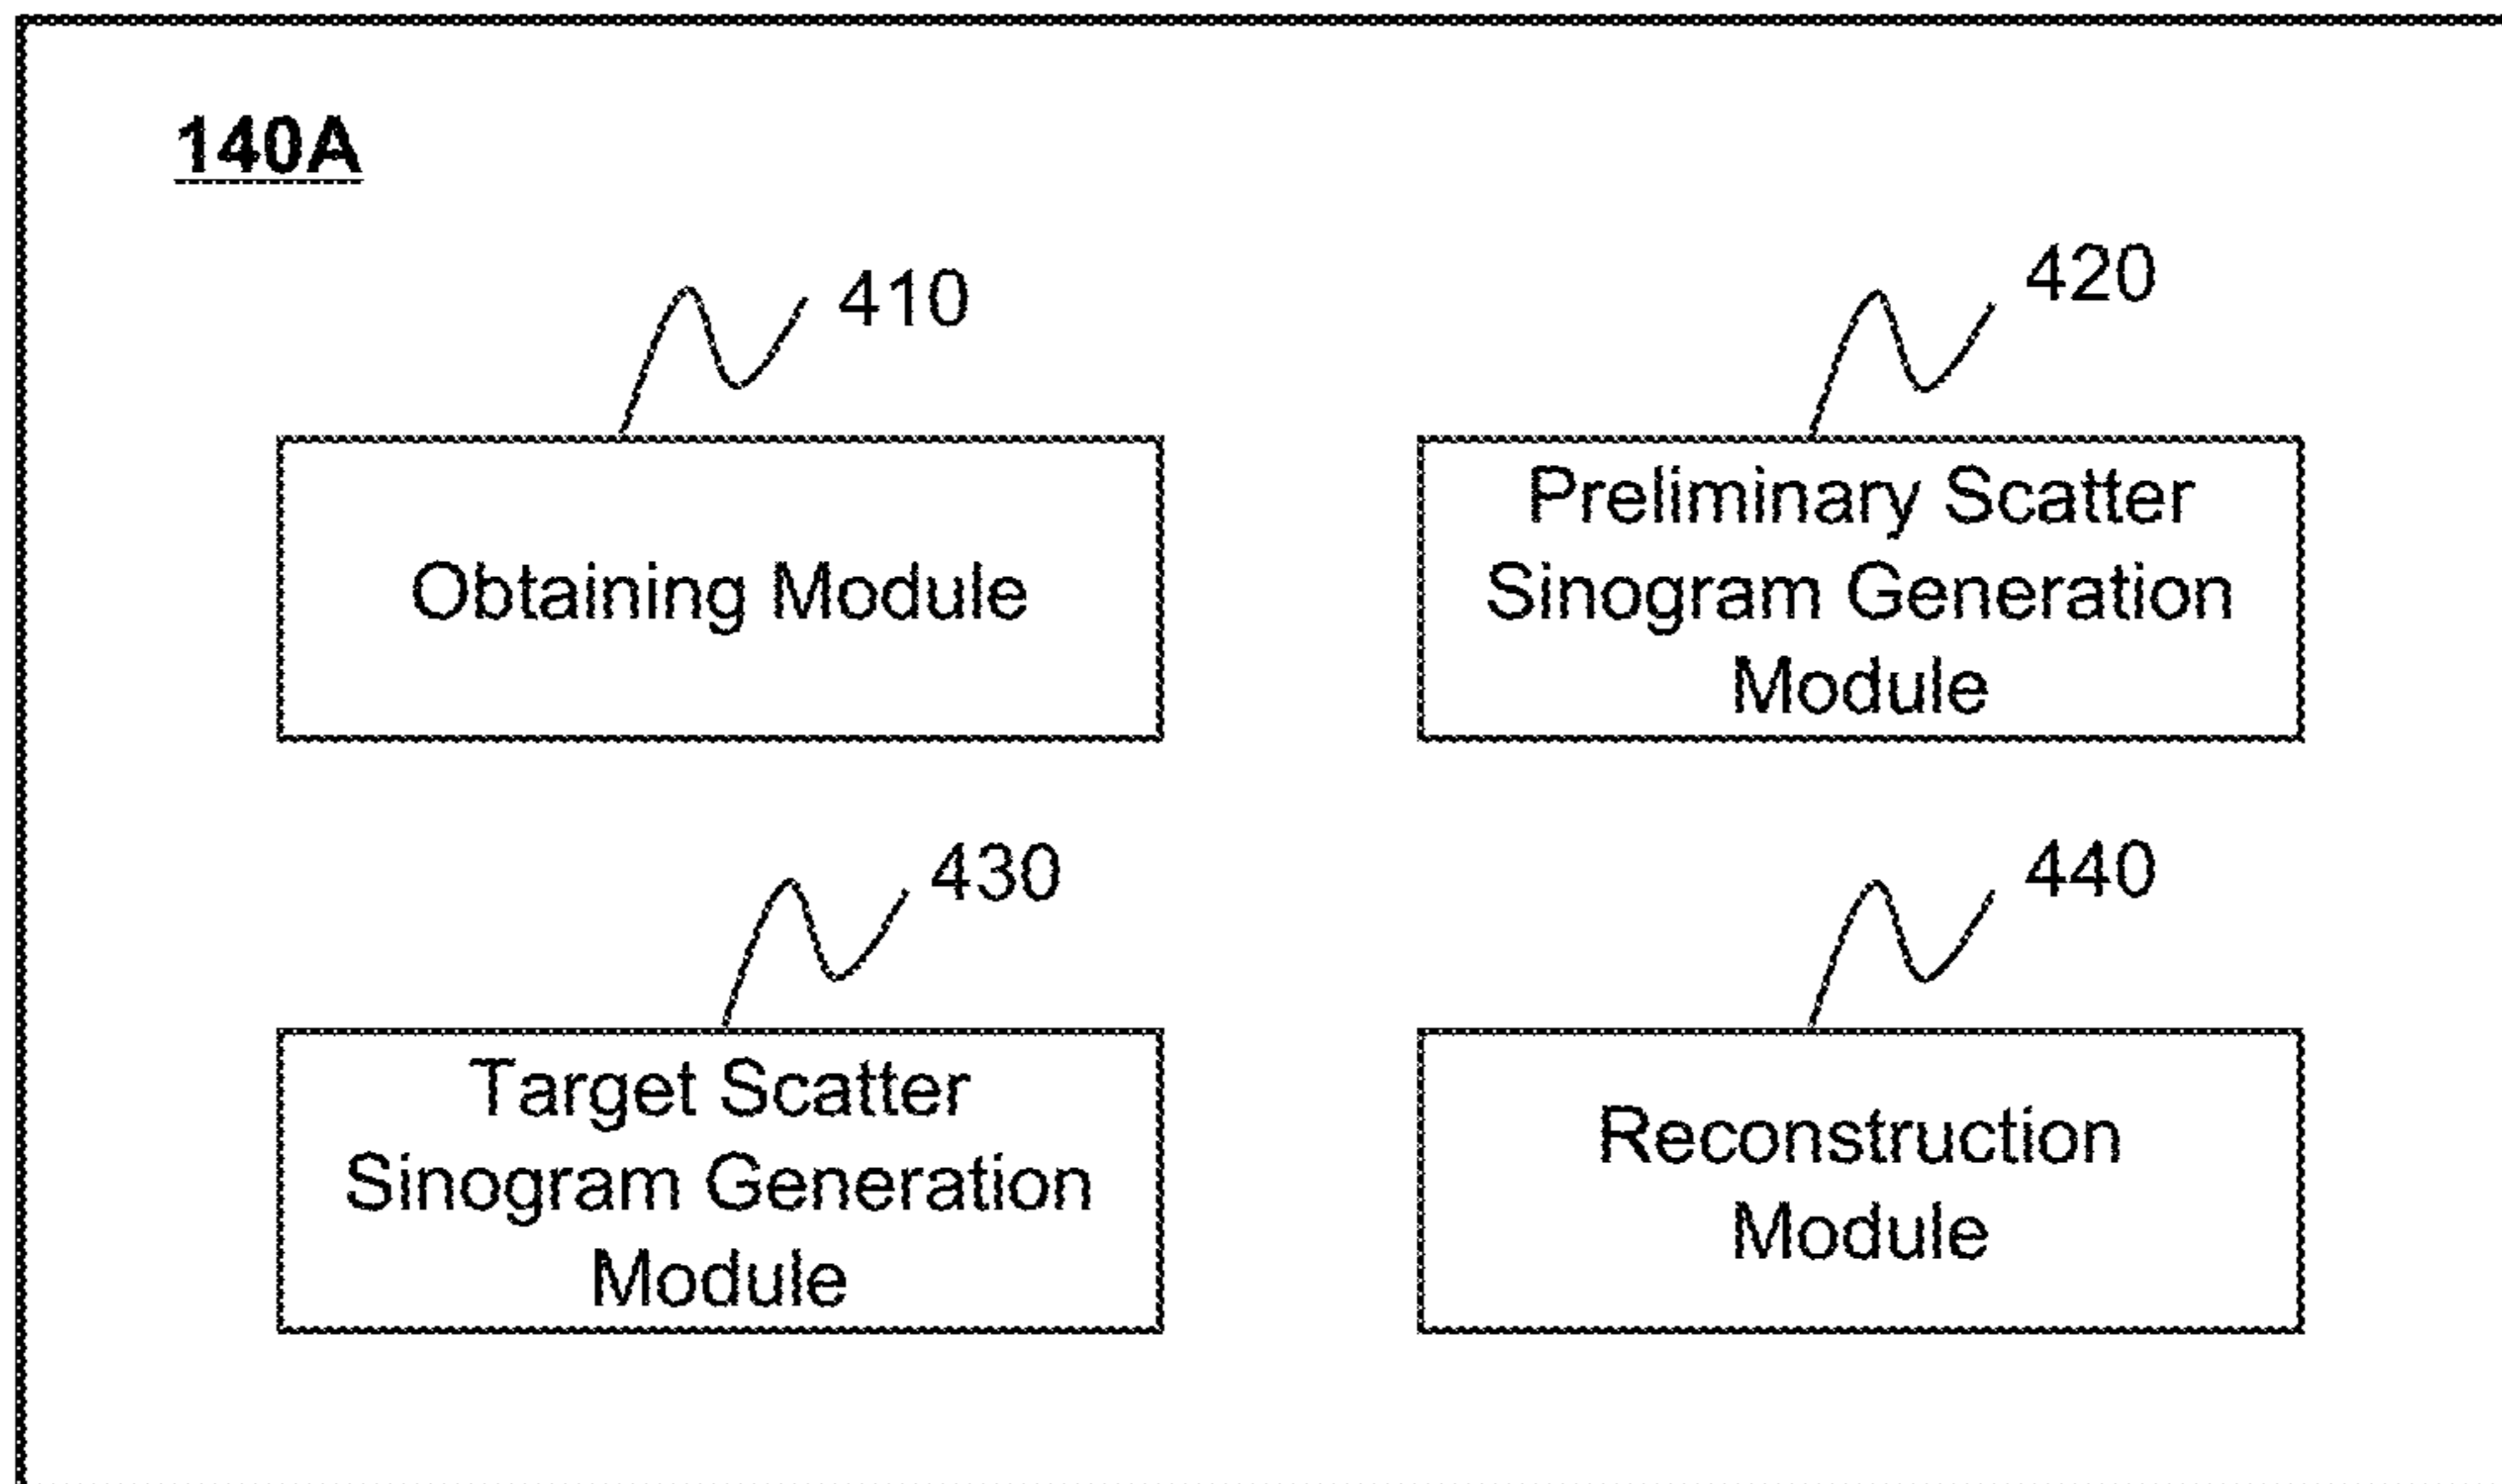 140A
410
420
Obtaining Module
Preliminary Scatter
Sinogram Generation
Module
430
440
Target Scatter
Sinogram Generation
Module
Reconstruction
Module